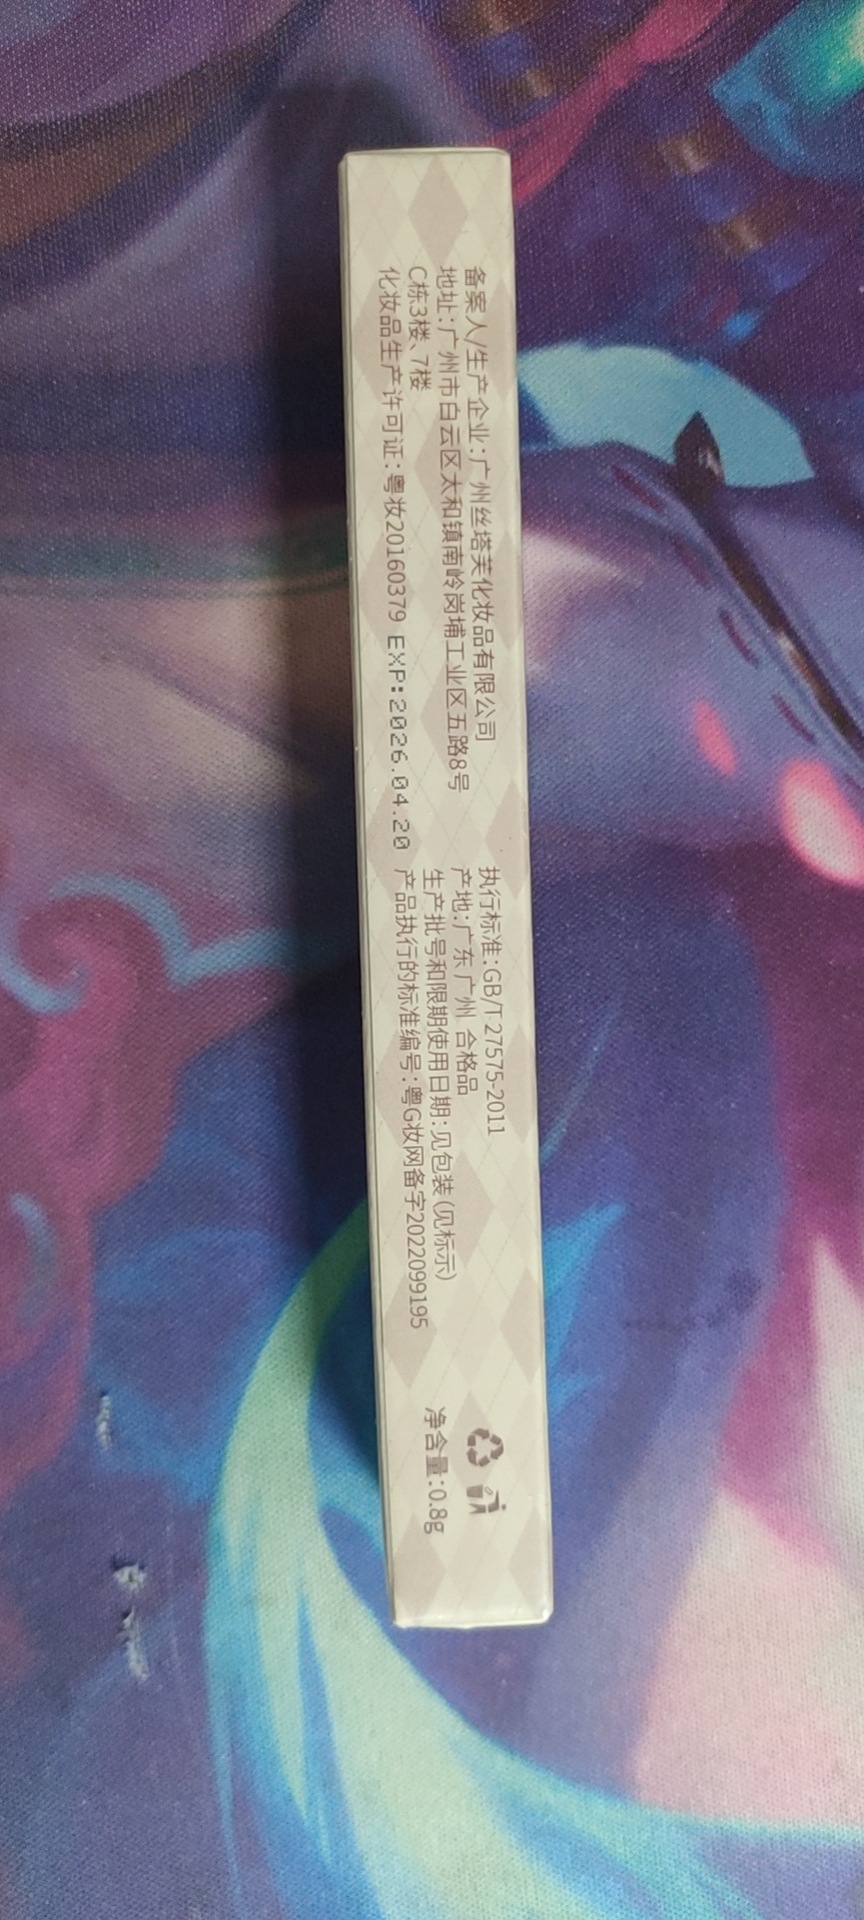 备案人/生产企业:广州丝塔芙化妆品有限公司
地址:广州市白云区太和镇南岭岗埔工业区五路8号
C栋3楼、7楼
化妆品生产许可证:粤妆20160379
EXP:2026.04.20
执行标准:GB/T 27575-2011
产地:广东 广州 合格品
生产批号和限期使用日期:见包装(见标示)
产品执行的标准编号:粤G妆网备字2022099195
净含量:0.8g